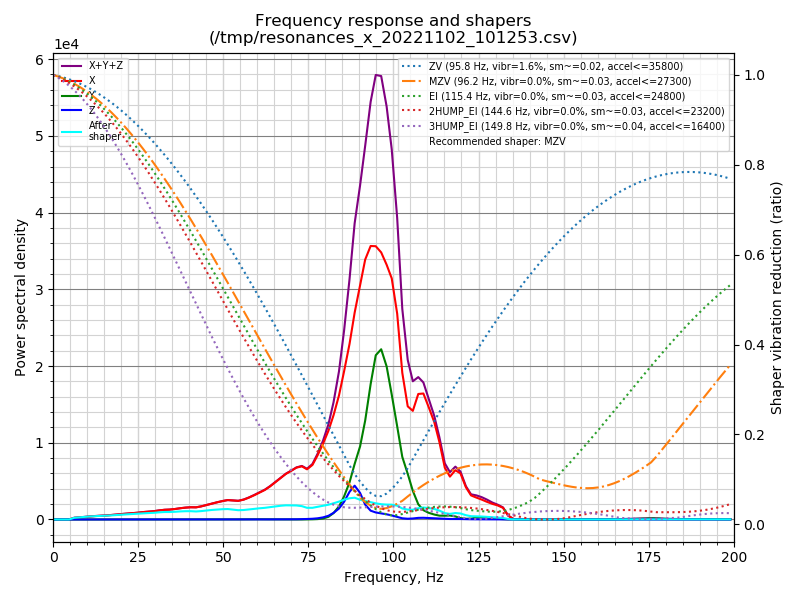 Frequency response and shapers
(/tmp/resonances_x_20221102_101253.csv)
1e4
X+Y+Z
X
Y
Z
After
shaper
ZV (95.8 Hz, vibr=1.6%, sm~=0.02, accel<=35800)
MZV (96.2 Hz, vibr=0.0%, sm~=0.03, accel<=27300)
EI (115.4 Hz, vibr=0.0%, sm~=0.03, accel<=24800)
2HUMP_EI (144.6 Hz, vibr=0.0%, sm~=0.03, accel<=23200)
3HUMP_EI (149.8 Hz, vibr=0.0%, sm~=0.04, accel<=16400)
Recommended shaper: MZV
Power spectral density
6
5
4
3
2
1
0
1.0
0.8
0.6
0.4
0.2
0.0
Shaper vibration reduction (ratio)
0 25 50 75 100 125 150 175 200
Frequency, Hz